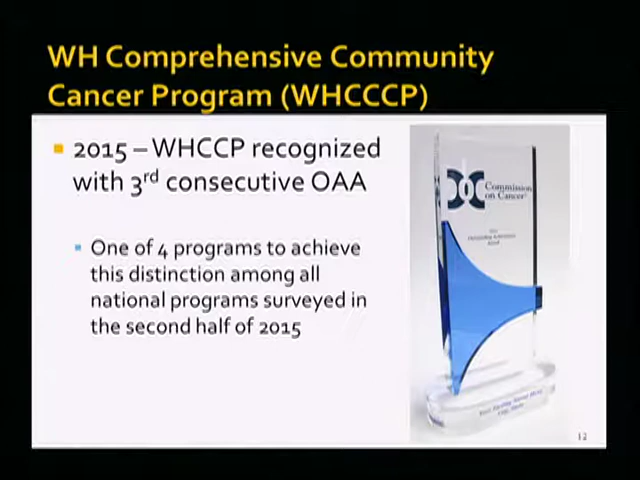 WH Comprehensive Community
Cancer Program (WHCCCP)
2015 – WHCCP recognized
with 3rd consecutive OAA
One of 4 programs to achieve
this distinction among all
national programs surveyed in
the second half of 2015
Commission
on Cancer
12